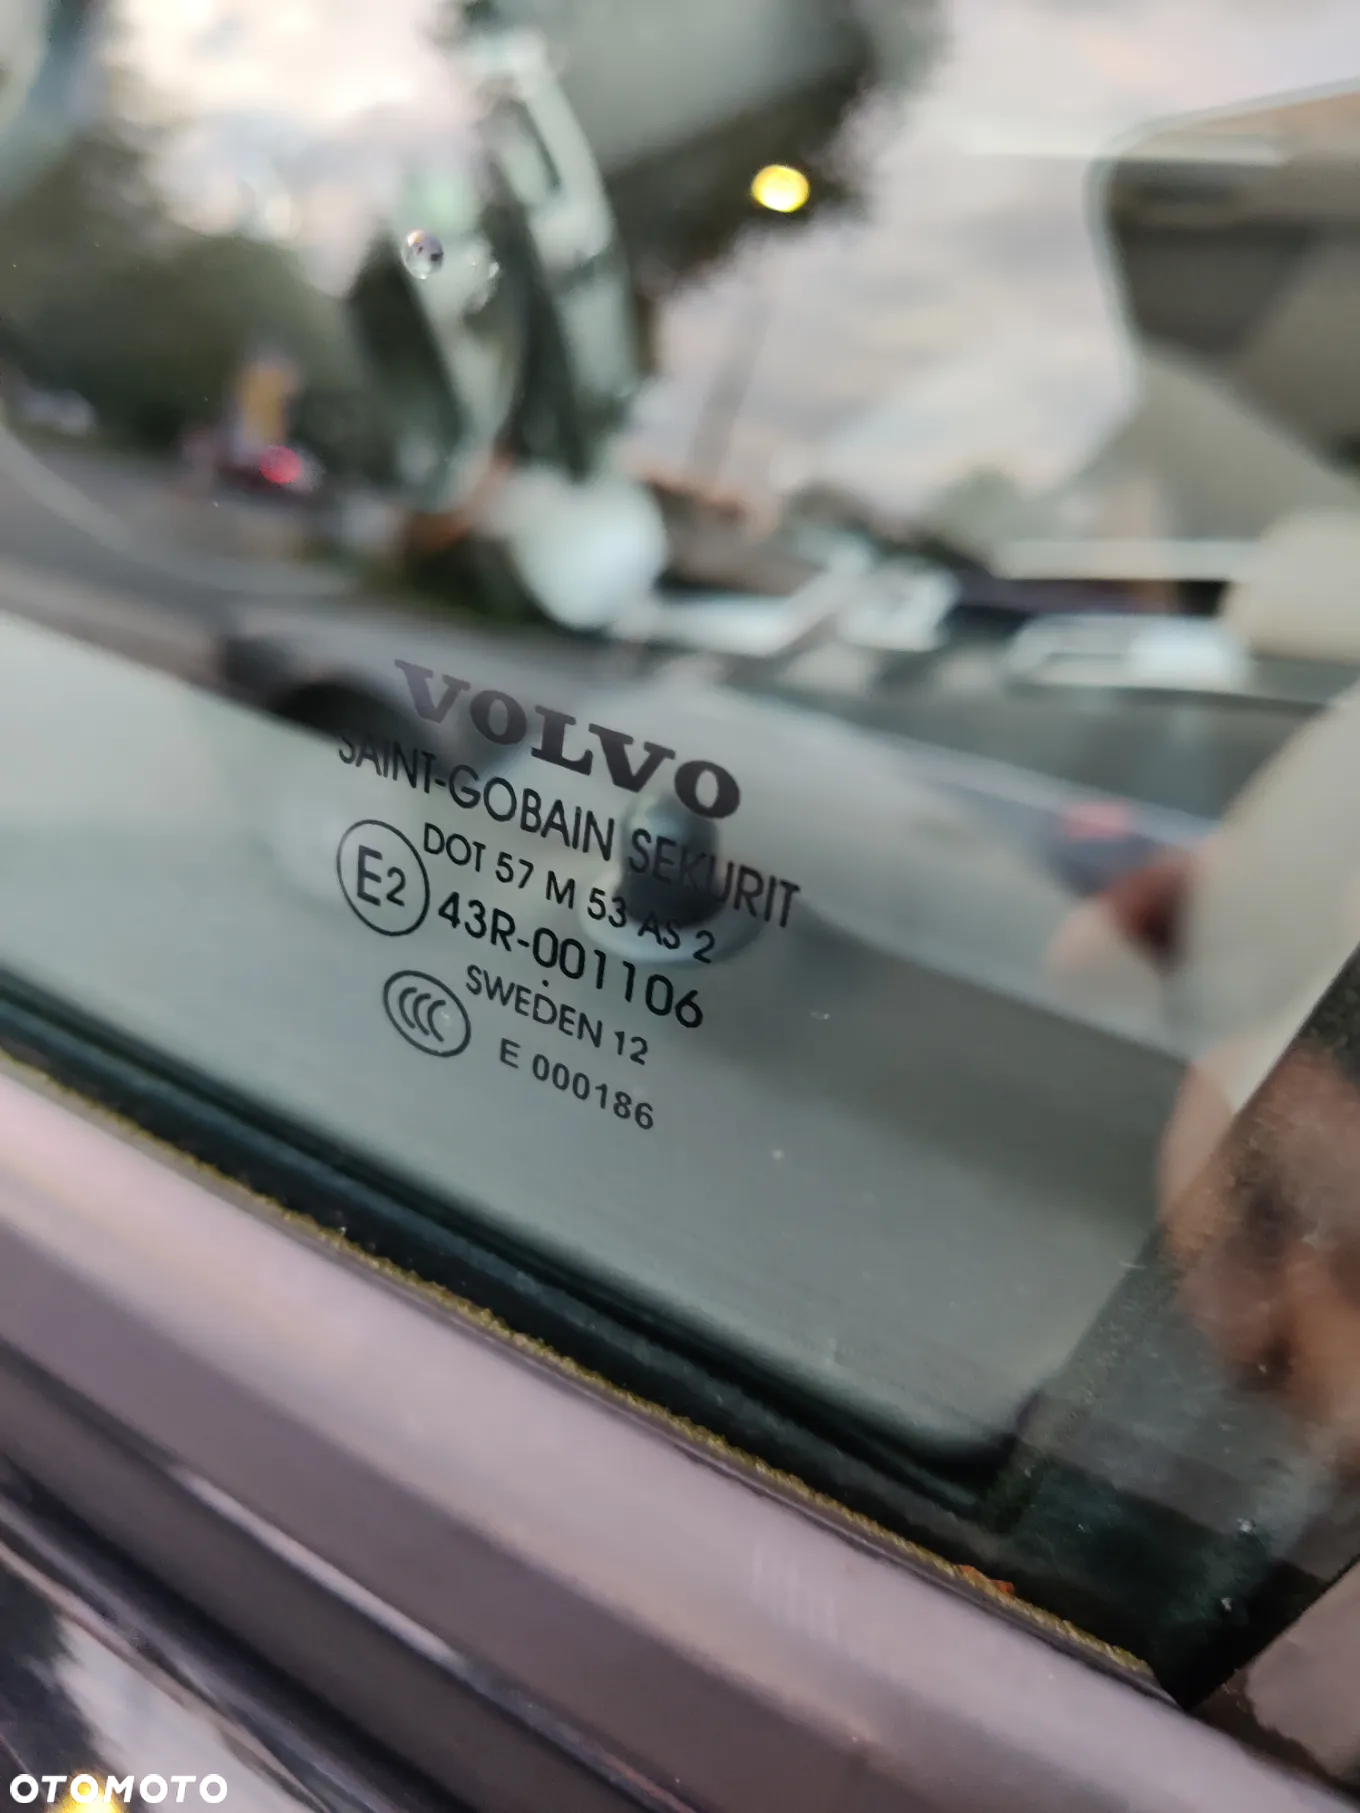 VOLVO
SAINT-GOBAIN SEKURIT
DOT 57 M 53 AS 2
E2 43R-001106
SWEDEN 12
CCC E 000186
OTOMOTO